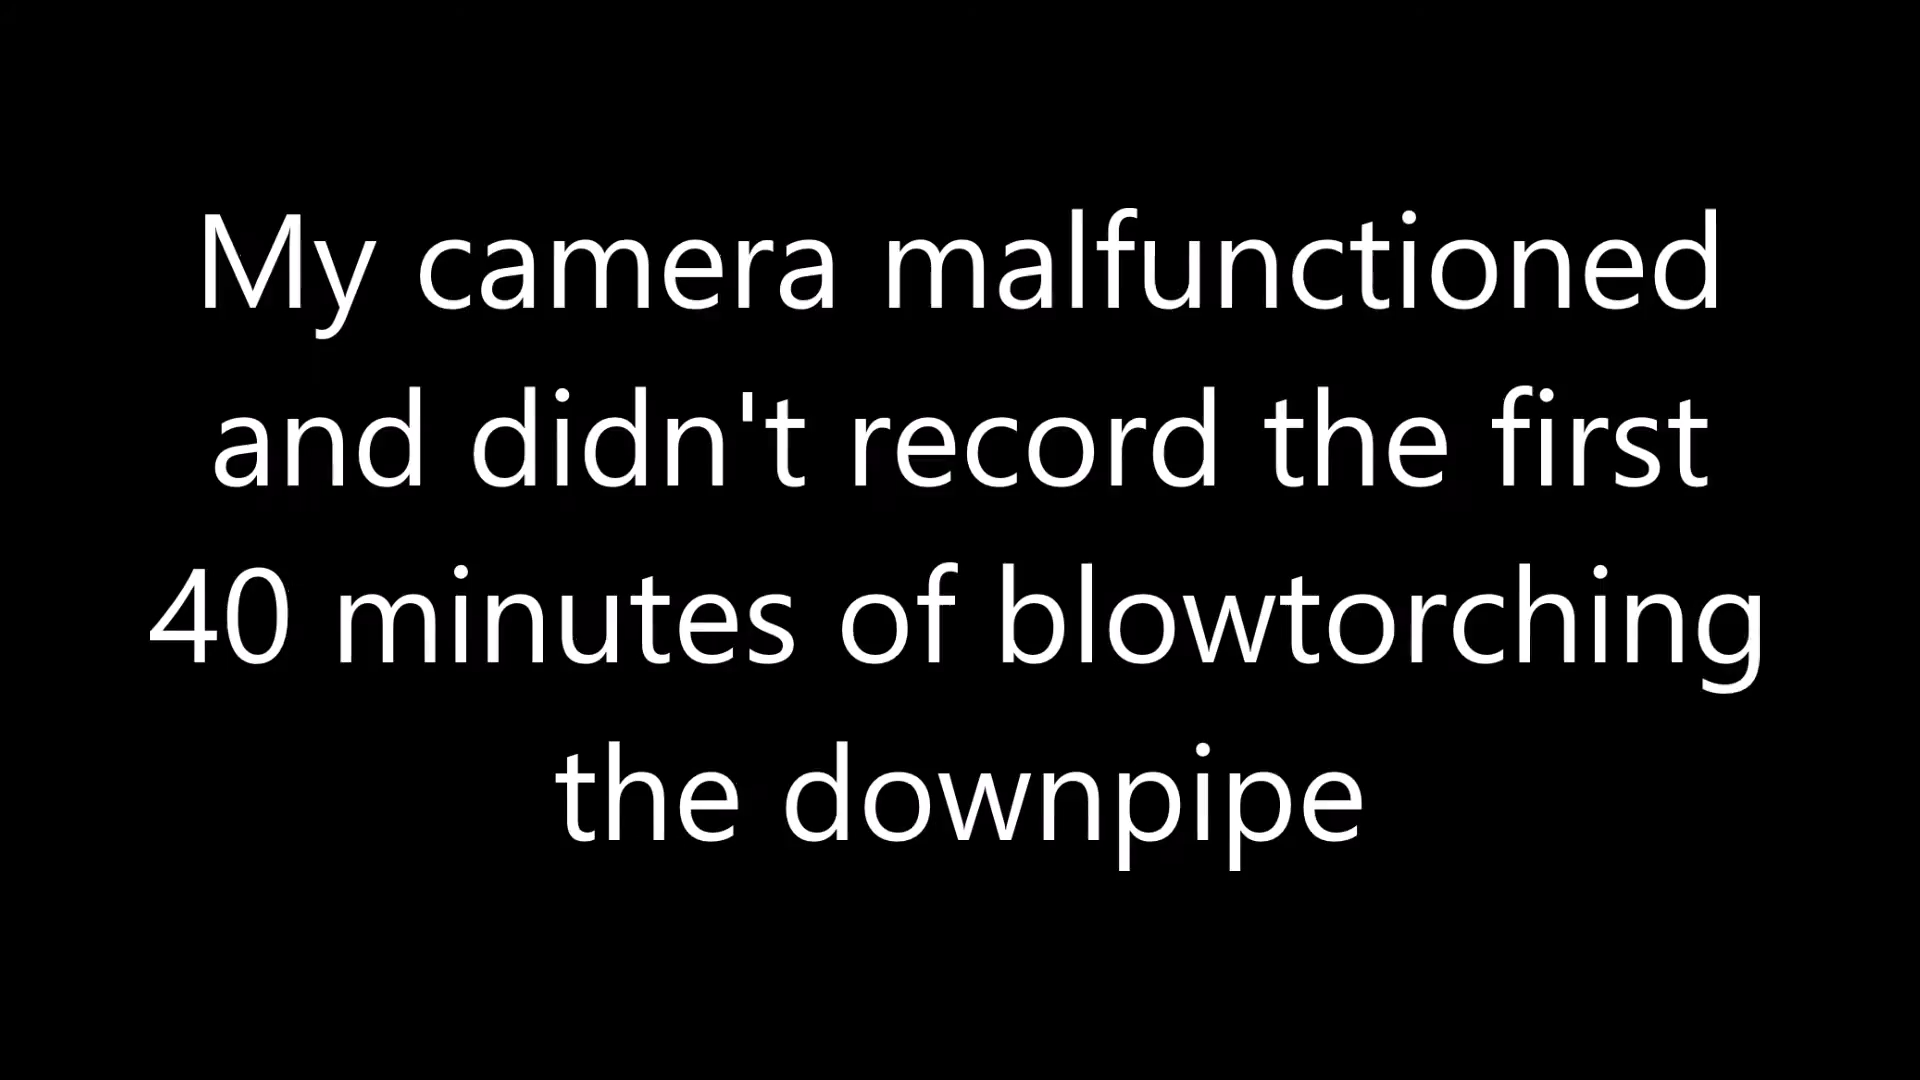 My camera malfunctioned
and didn't record the first
40 minutes of blowtorching
the downpipe